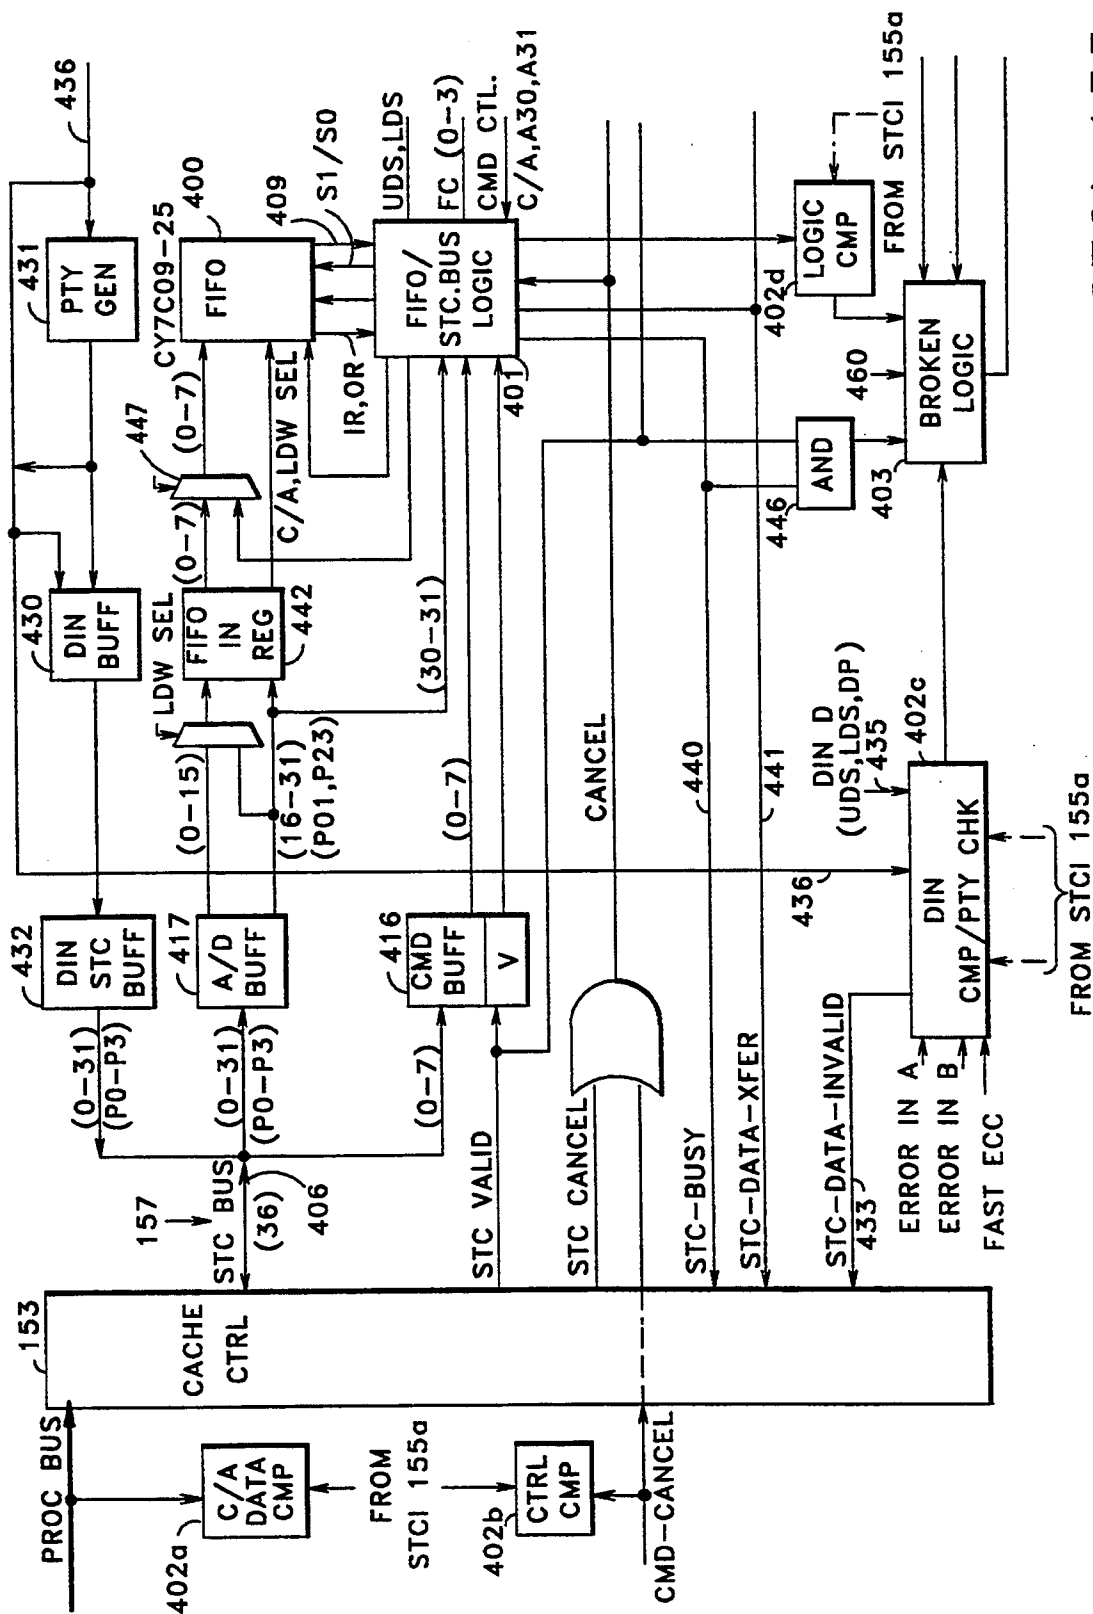 PROC BUS
153
CACHE
CTRL
402a
C/A
DATA
CMP
FROM
STCI 155a
402b
CTRL
CMP
CMD-CANCEL
157
STC BUS
(36)
406
STC VALID
STC CANCEL
STC-BUSY
STC-DATA-XFER
STC-DATA-INVALID
433
ERROR IN A
ERROR IN B
FAST ECC
(0-31)
(P0-P3)
(0-31)
(P0-P3)
(0-7)
432
DIN
STC
BUFF
417
A/D
BUFF
416
CMD
BUFF
V
(0-15)
(16-31)
(P01,P23)
LDW SEL
430
DIN
BUFF
FIFO
IN
REG
442
(0-7)
447
(0-7)
C/A,LDW SEL
(30-31)
(0-7)
CANCEL
440
441
436
DIN D
(UDS,LDS,DP)
435
402c
DIN
CMP/PTY CHK
FROM STCI 155a
431
PTY
GEN
436
CY7C09-25
FIFO
400
409
S1/S0
IR,OR
UDS,LDS
FC (0-3)
CMD CTL.
C/A,A30,A31
FIFO/
STC.BUS
LOGIC
401
446
AND
402d
LOGIC
CMP
FROM STCI 155a
460
403
BROKEN
LOGIC